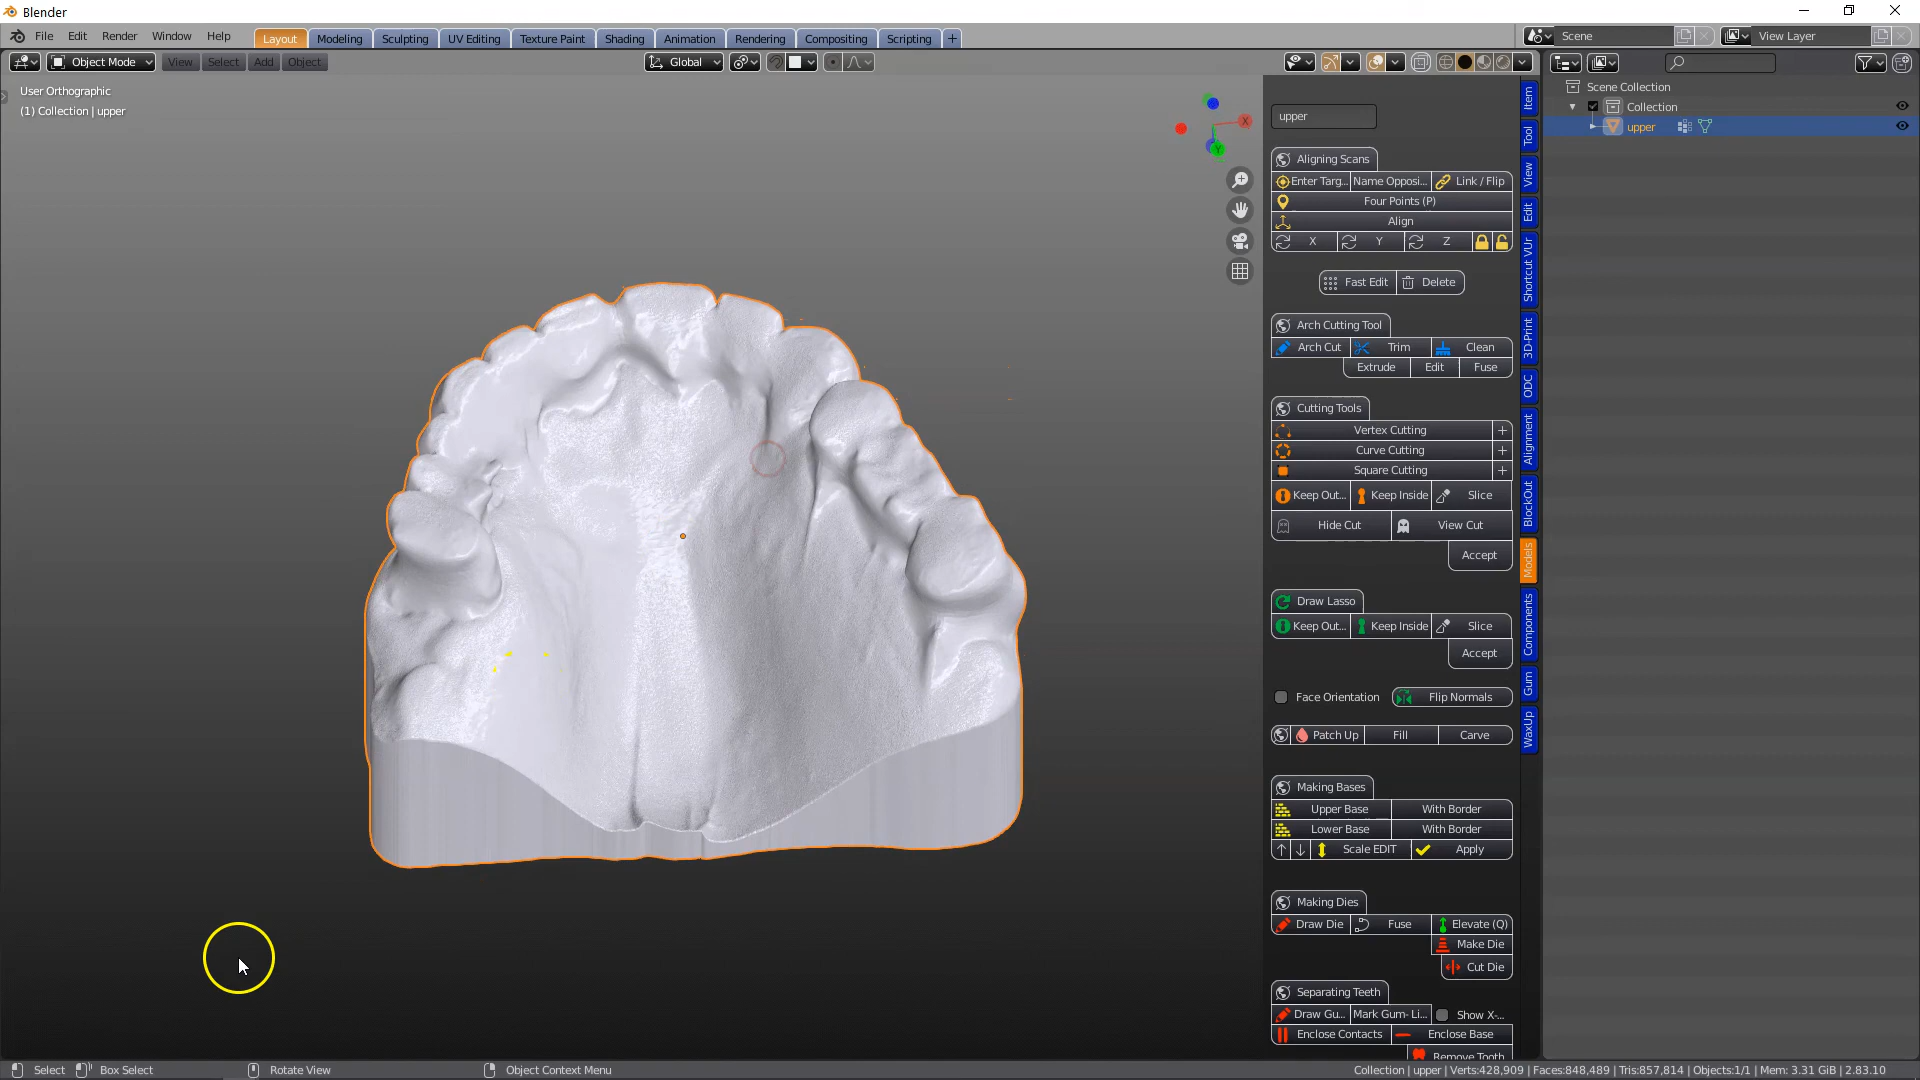 Blender
File Edit Render Window Help
Layout Modeling Sculpting UV Editing Texture Paint Shading Animation Rendering Compositing Scripting +
Scene View Layer
Object Mode View Select Add Object Global
User Orthographic
(1) Collection | upper
X
Y
Scene Collection
Collection
upper
upper
Aligning Scans
Enter Targ... Name Opposi... Link / Flip
Four Points (P)
Align
X Y Z
Fast Edit Delete
Arch Cutting Tool
Arch Cut Trim Clean
Extrude Edit Fuse
Cutting Tools
Vertex Cutting +
Curve Cutting +
Square Cutting +
Keep Out... Keep Inside Slice
Hide Cut View Cut
Accept
Draw Lasso
Keep Out... Keep Inside Slice
Accept
Face Orientation Flip Normals
Patch Up Fill Carve
Making Bases
Upper Base With Border
Lower Base With Border
Scale EDIT Apply
Making Dies
Draw Die Fuse Elevate (Q)
Make Die
Cut Die
Separating Teeth
Draw Gu... Mark Gum- Li... Show X-...
Enclose Contacts Enclose Base
Remove Tooth
Item
Tool
View
Edit
Shortcut VUr
3D-Print
ODC
Alignment
BlockOut
Models
Components
Gum
WaxUp
Select Box Select Rotate View Object Context Menu
Collection | upper | Verts:428,909 | Faces:848,489 | Tris:857,814 | Objects:1/1 | Mem: 3.31 GiB | 2.83.10